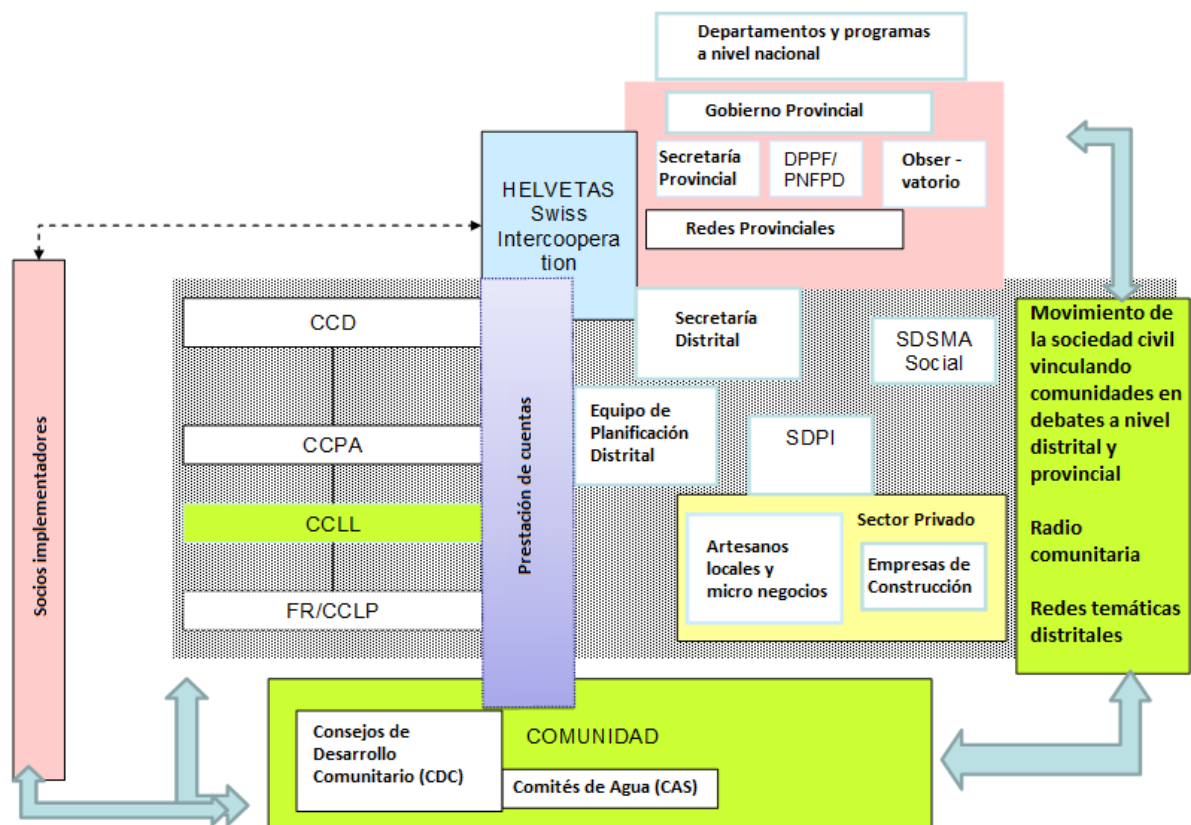 Departamentos y programas
a nivel nacional
Gobierno Provincial
Secretaría
Provincial
DPPF/
PNFPD
Obser -
vatorio
Redes Provinciales
HELVETAS
Swiss
Intercoopera
tion
Socios implementadores
CCD
CCPA
CCLL
FR/CCLP
Prestación de cuentas
Secretaría
Distrital
SDSMA
Social
Equipo de
Planificación
Distrital
SDPI
Sector Privado
Artesanos
locales y
micro negocios
Empresas de
Construcción
Movimiento de
la sociedad civil
vinculando
comunidades en
debates a nivel
distrital y
provincial
Radio
comunitaria
Redes temáticas
distritales
COMUNIDAD
Consejos de
Desarrollo
Comunitario (CDC)
Comités de Agua (CAS)